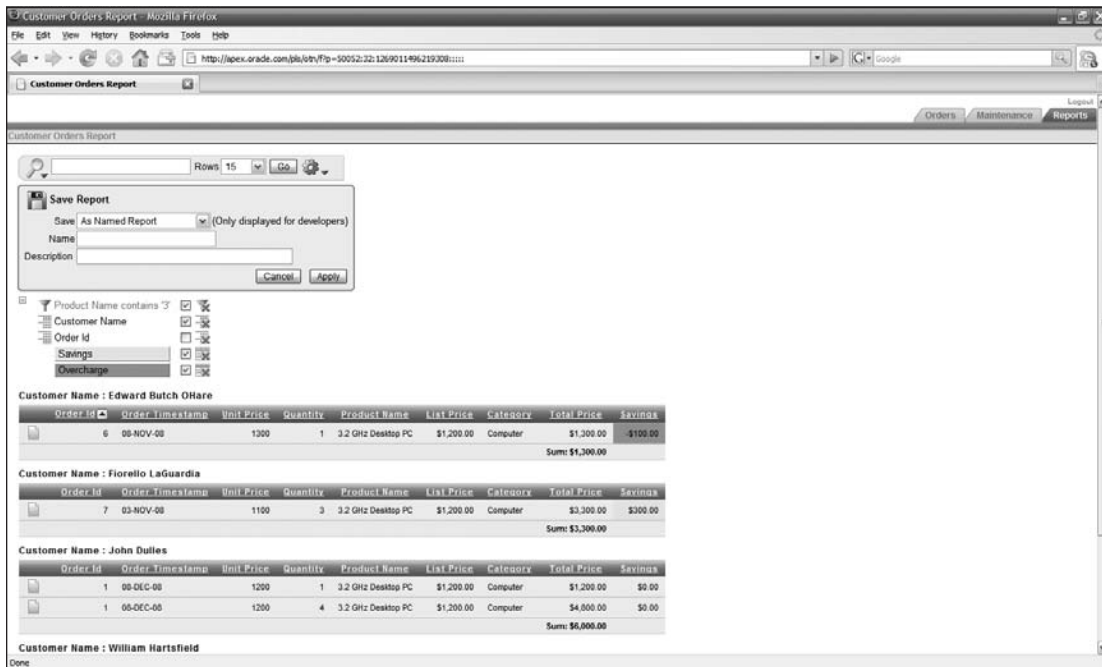 Customer Orders Report - Mozilla Firefox
File Edit View History Bookmarks Tools Help
http://apex.oracle.com/pls/otn/f?p=50052:32:1269011496219308:::::
Google
Customer Orders Report
Logout
Orders Maintenance Reports
Customer Orders Report
Rows 15 Go
Save Report
Save As Named Report (Only displayed for developers)
Name
Description
Cancel Apply
Product Name contains '3'
Customer Name
Order Id
Savings
Overcharge
Customer Name : Edward Butch OHare
Order Id Order Timestamp Unit Price Quantity Product Name List Price Category Total Price Savings
6 08-NOV-08 1300 1 3.2 GHz Desktop PC $1,200.00 Computer $1,300.00 -$100.00
Sum: $1,300.00
Customer Name : Fiorello LaGuardia
Order Id Order Timestamp Unit Price Quantity Product Name List Price Category Total Price Savings
7 03-NOV-08 1100 3 3.2 GHz Desktop PC $1,200.00 Computer $3,300.00 $300.00
Sum: $3,300.00
Customer Name : John Dulles
Order Id Order Timestamp Unit Price Quantity Product Name List Price Category Total Price Savings
1 08-DEC-08 1200 1 3.2 GHz Desktop PC $1,200.00 Computer $1,200.00 $0.00
1 08-DEC-08 1200 4 3.2 GHz Desktop PC $1,200.00 Computer $4,800.00 $0.00
Sum: $6,000.00
Customer Name : William Hartsfield
Done